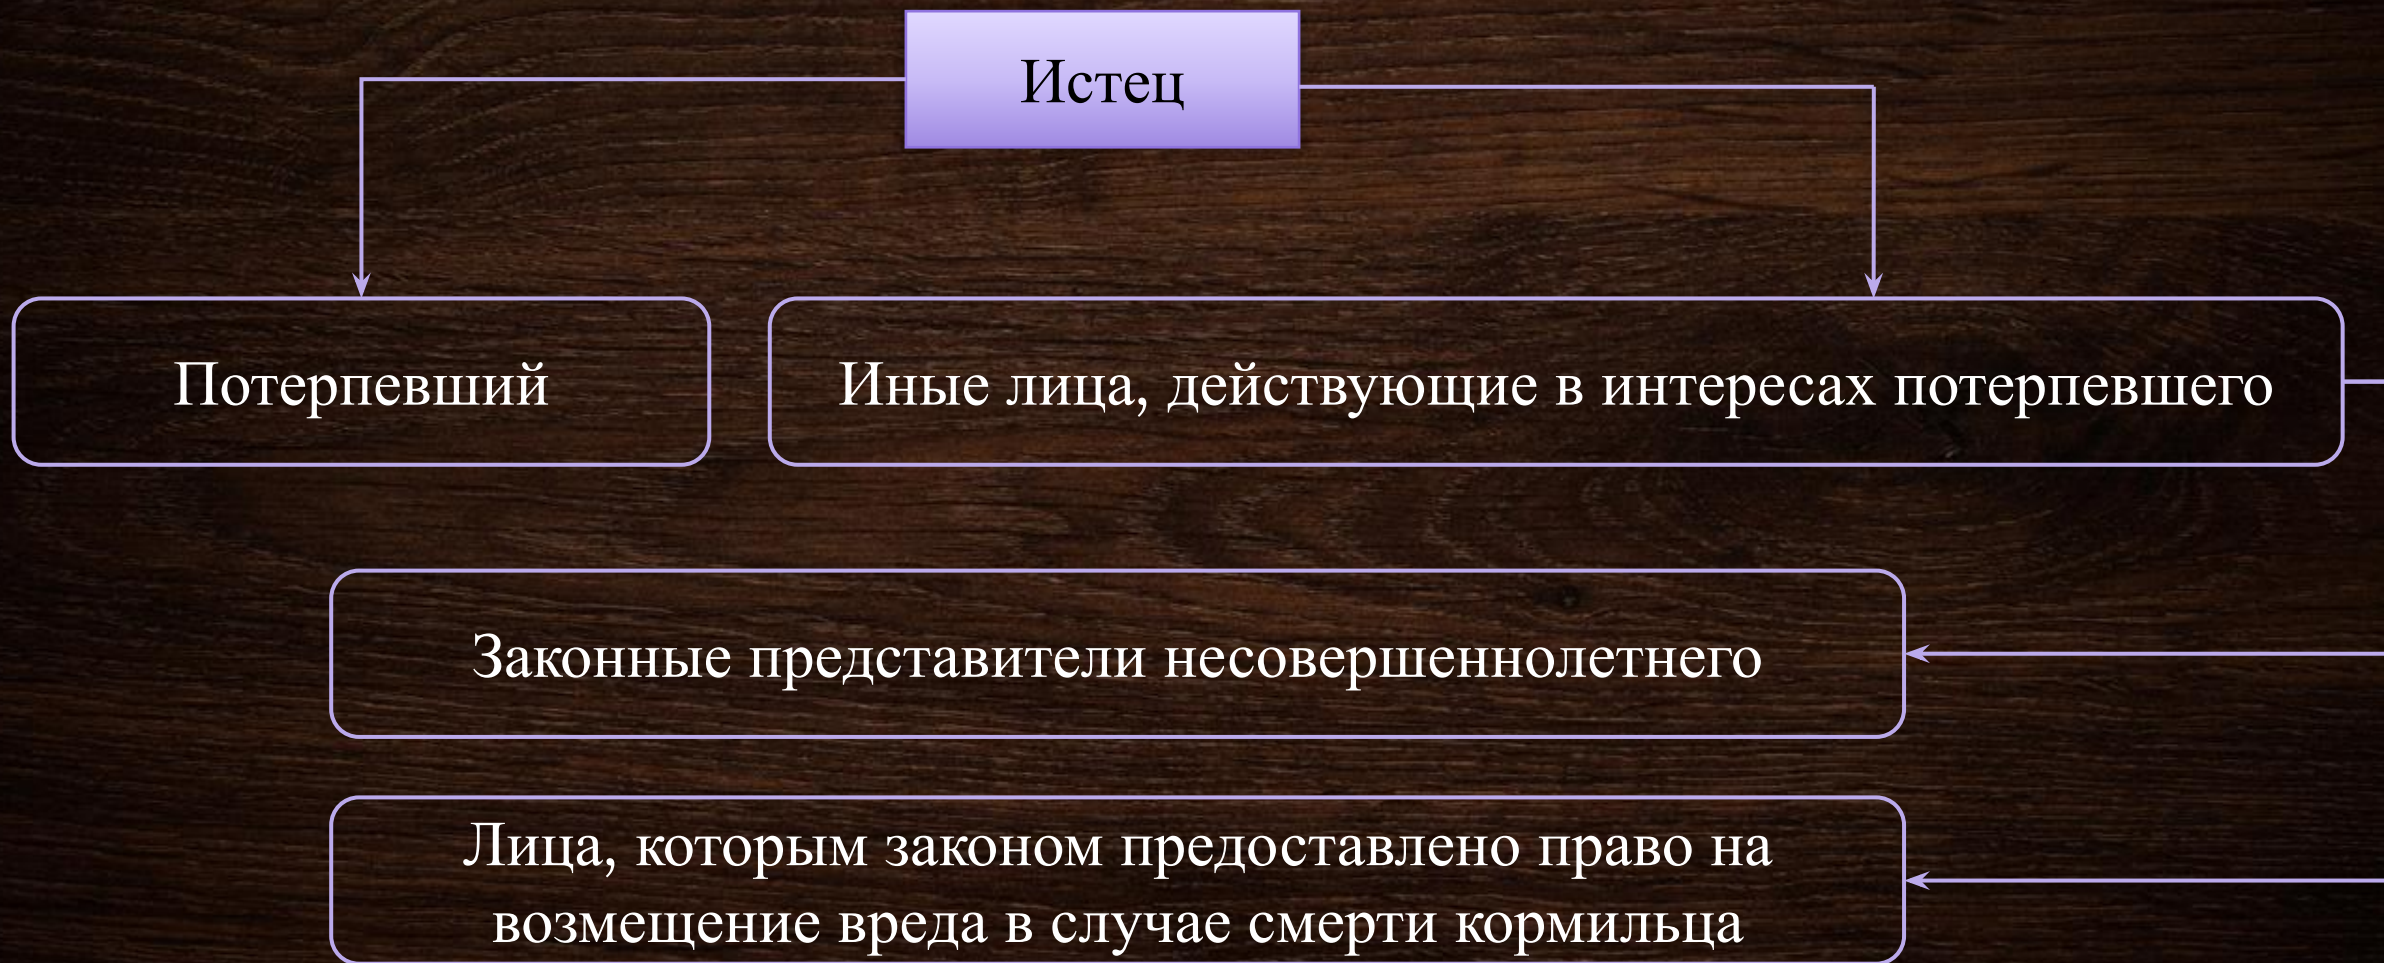 Истец
Потерпевший
Иные лица, действующие в интересах потерпевшего
Законные представители несовершеннолетнего
Лица, которым законом предоставлено право на
возмещение вреда в случае смерти кормильца